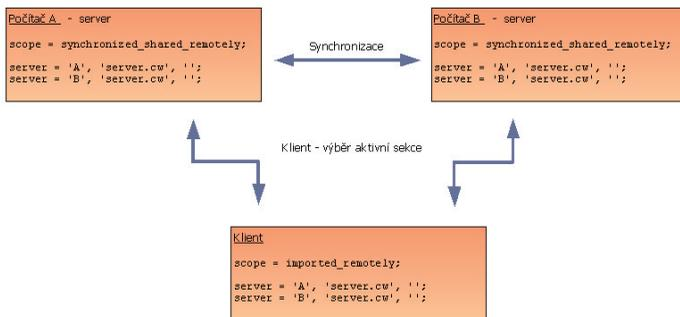 Počítač A - server
scope = synchronized_shared_remotely;
server = 'A', 'server.cw', '';
server = 'B', 'server.cw', '';
Synchronizace
Počítač B - server
scope = synchronized_shared_remotely;
server = 'A', 'server.cw', '';
server = 'B', 'server.cw', '';
Klient - výběr aktivní sekce
Klient
scope = imported_remotely;
server = 'A', 'server.cw', '';
server = 'B', 'server.cw', '';